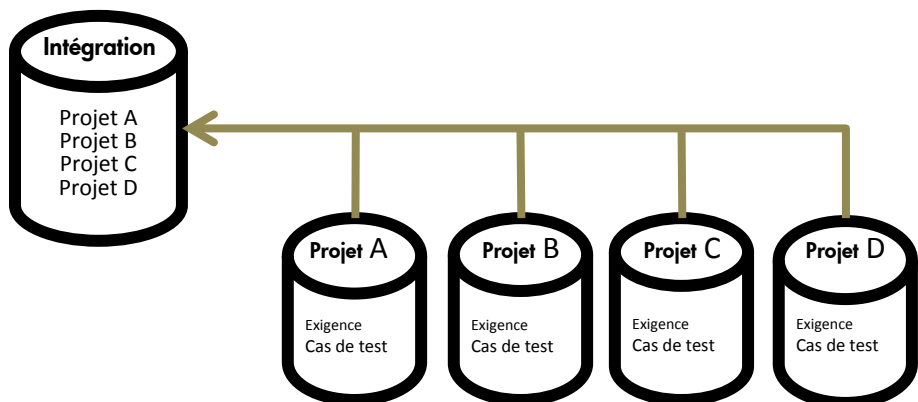 Intégration
Projet A
Projet B
Projet C
Projet D
Projet A
Exigence
Cas de test
Projet B
Exigence
Cas de test
Projet C
Exigence
Cas de test
Projet D
Exigence
Cas de test